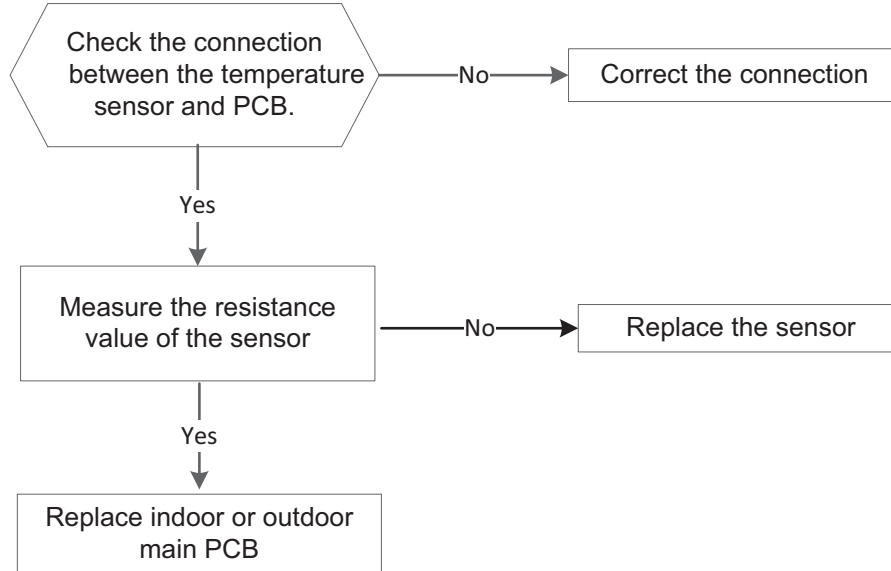 Check the connection
between the temperature
sensor and PCB.
No
Correct the connection
Yes
Measure the resistance
value of the sensor
No
Replace the sensor
Yes
Replace indoor or outdoor
main PCB